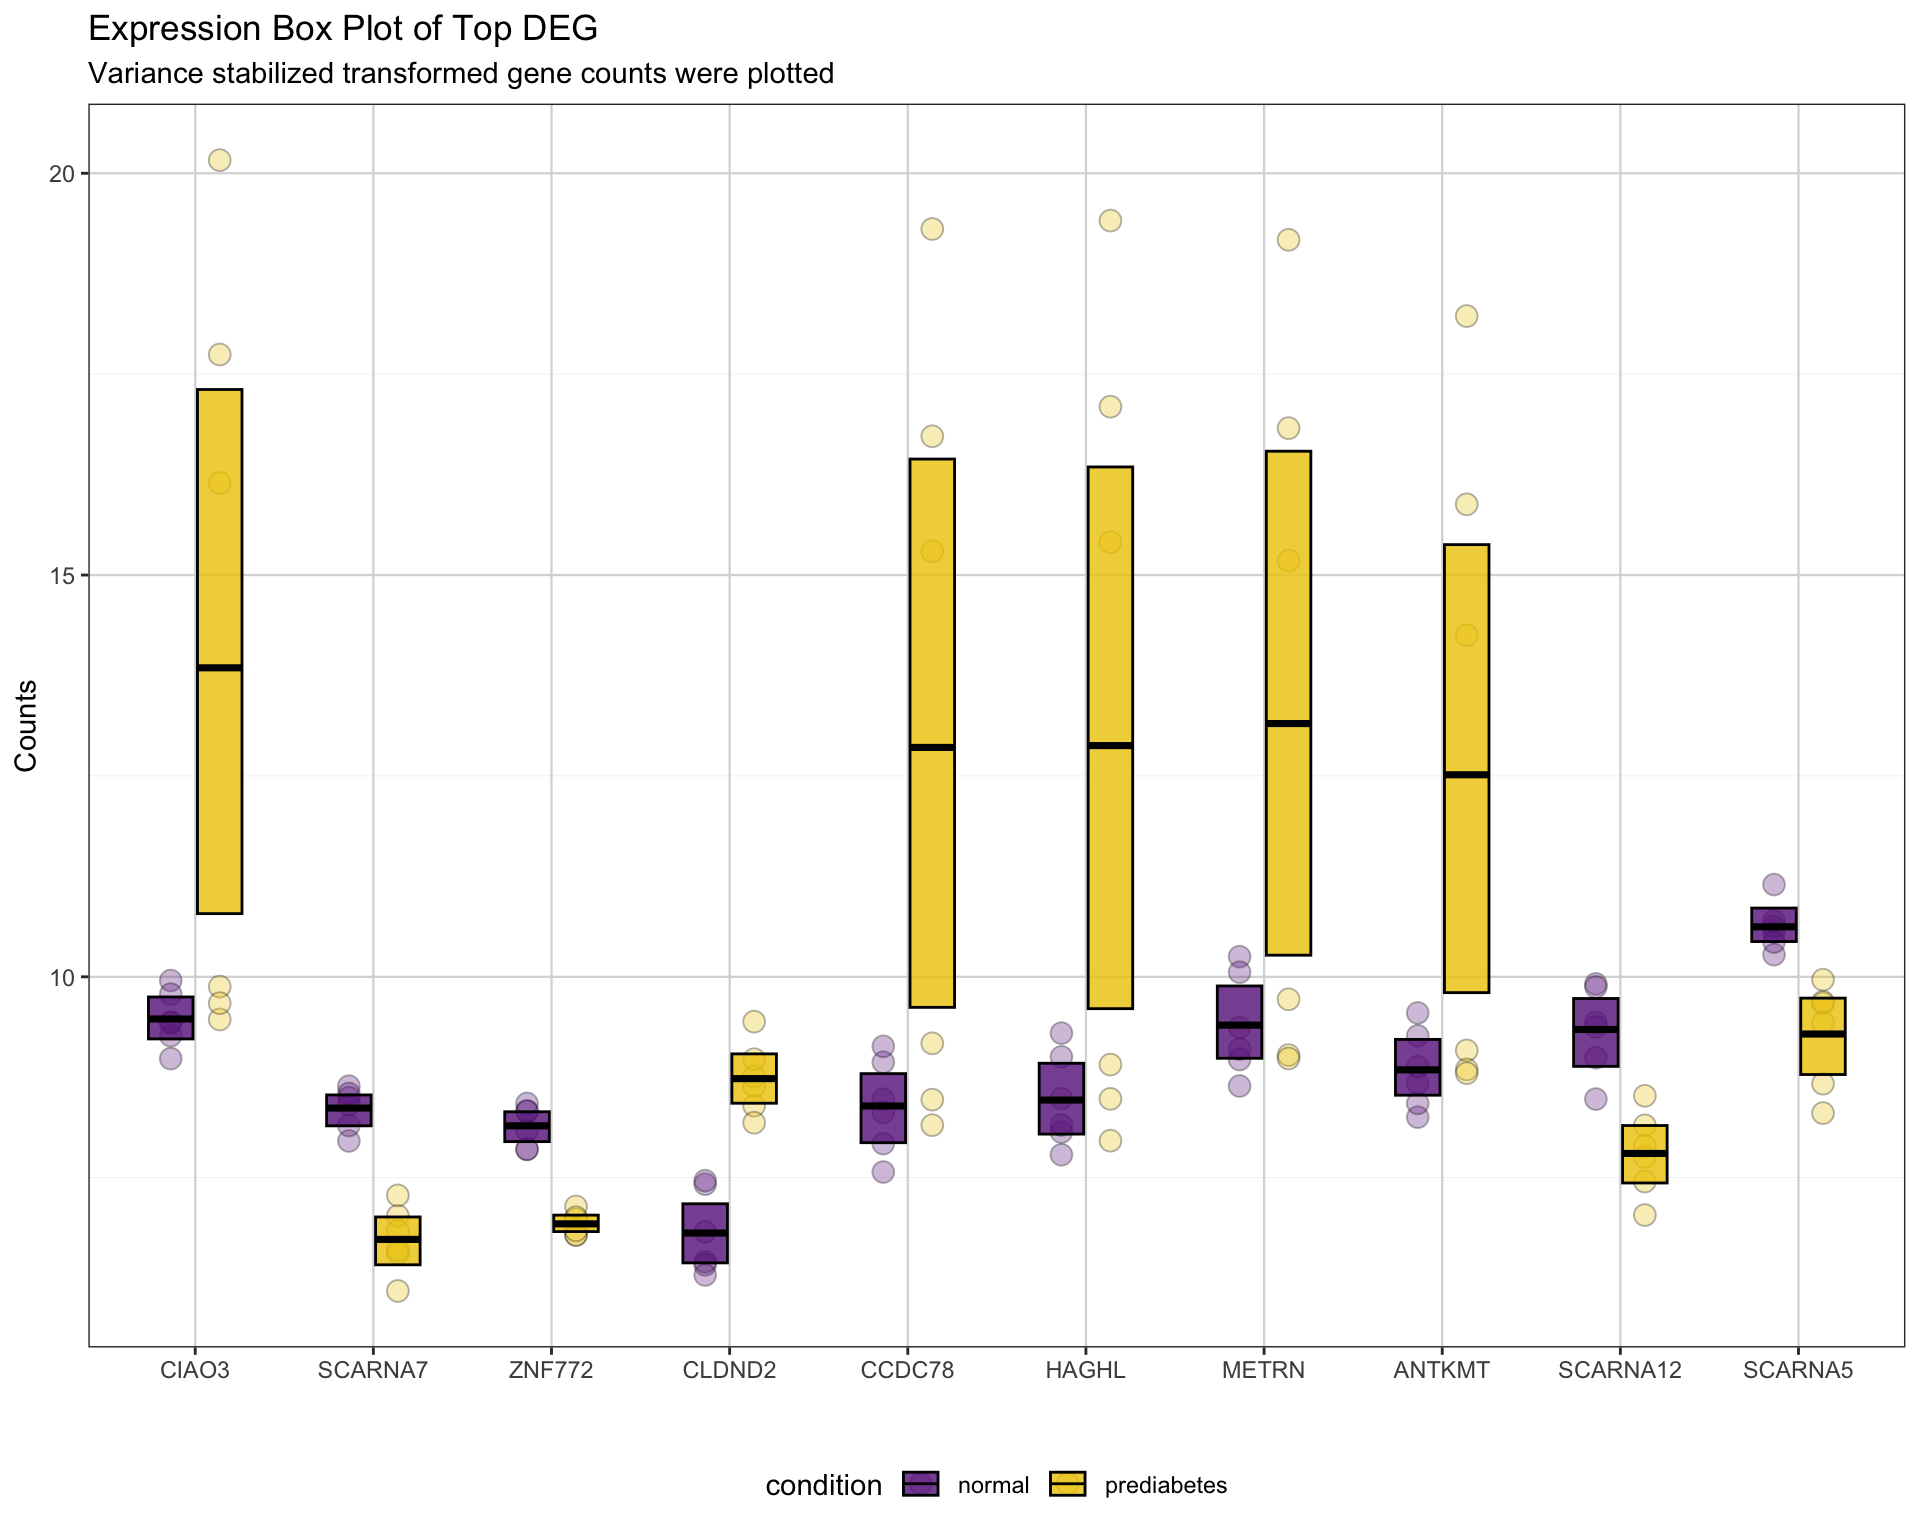 Expression Box Plot of Top DEG
Variance stabilized transformed gene counts were plotted
20
15
10
Counts
CIAO3 SCARNA7 ZNF772 CLDND2 CCDC78 HAGHL METRN ANTKMT SCARNA12 SCARNA5
condition normal prediabetes